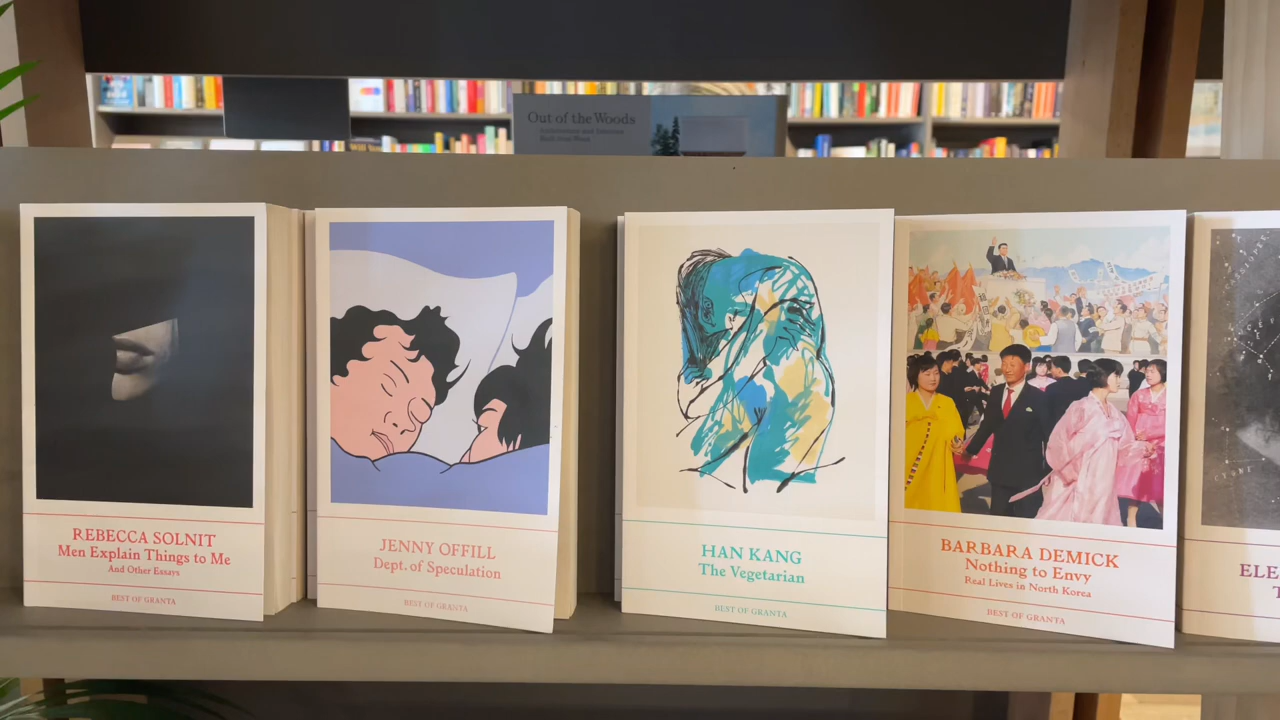 Out of the Woods
REBECCA SOLNIT
Men Explain Things to Me
And Other Essays
BEST OF GRANTA
JENNY OFFILL
Dept. of Speculation
BEST OF GRANTA
HAN KANG
The Vegetarian
BEST OF GRANTA
BARBARA DEMICK
Nothing to Envy
Real Lives in North Korea
BEST OF GRANTA
ELE
T